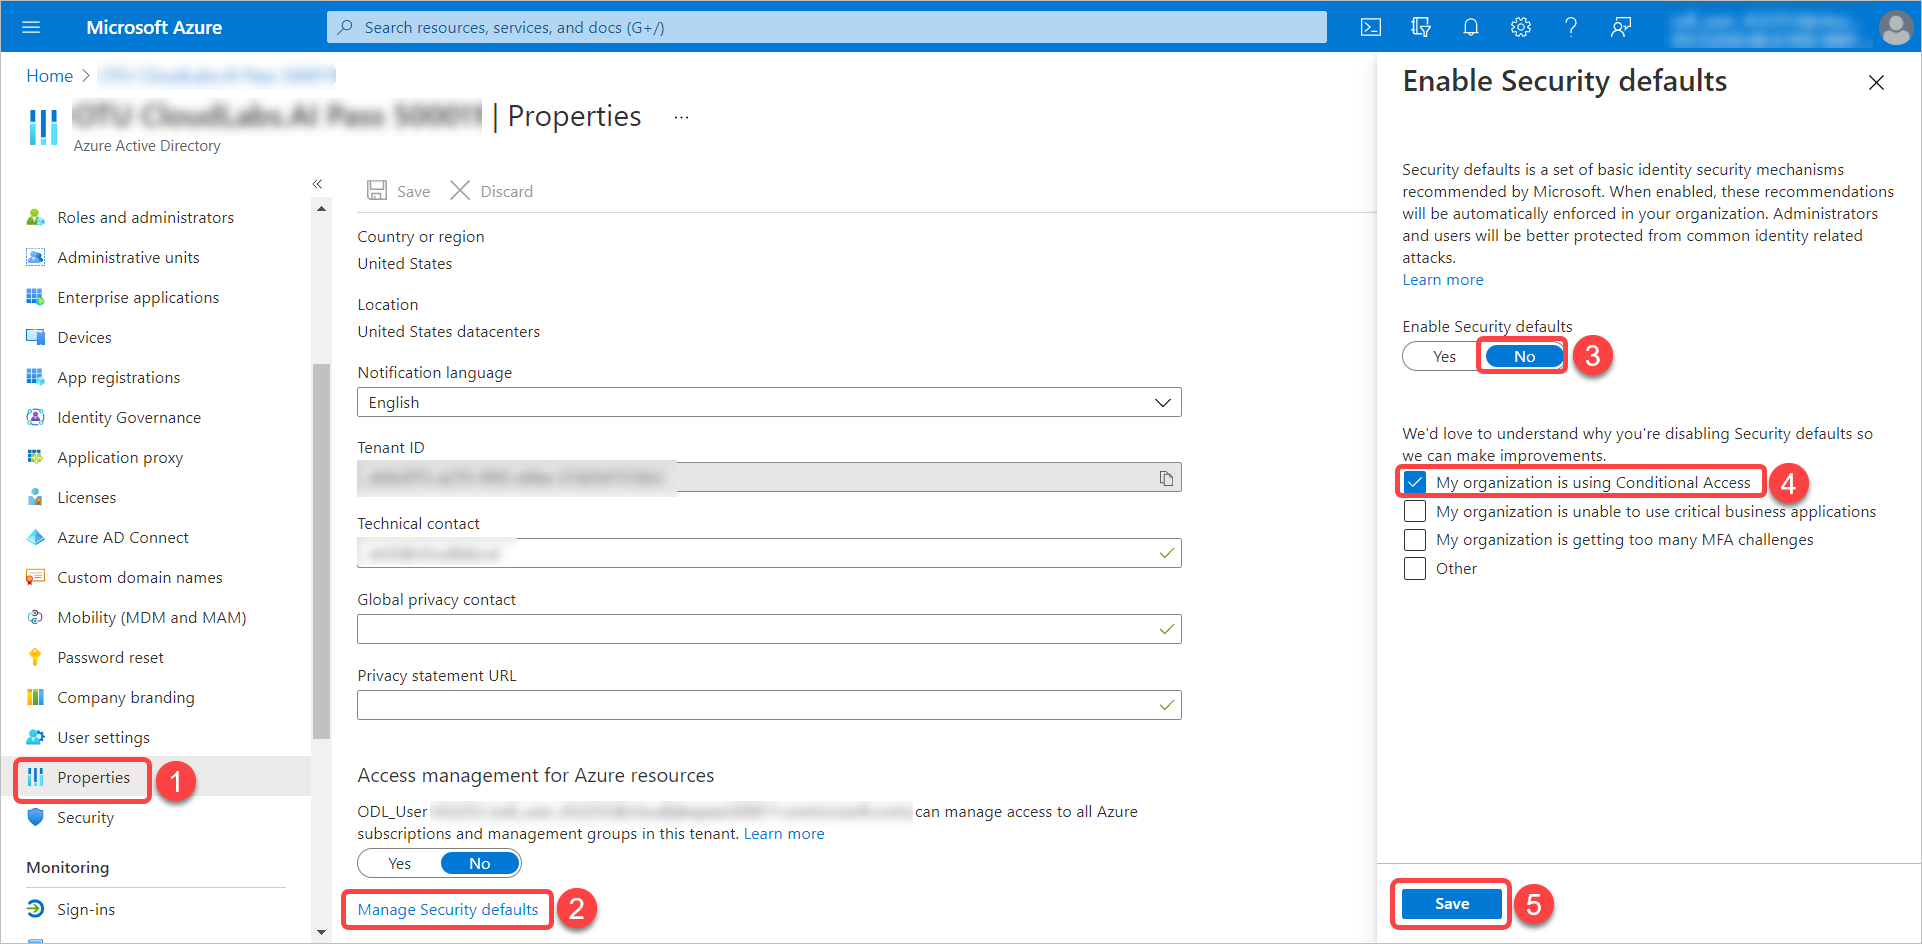 Microsoft Azure
Search resources, services, and docs (G+/)
Home
| Properties
...
Azure Active Directory
Roles and administrators
Administrative units
Enterprise applications
Devices
App registrations
Identity Governance
Application proxy
Licenses
Azure AD Connect
Custom domain names
Mobility (MDM and MAM)
Password reset
Company branding
User settings
Properties
1
Security
Monitoring
Sign-ins
Save
Discard
Country or region
United States
Location
United States datacenters
Notification language
English
Tenant ID
Technical contact
Global privacy contact
Privacy statement URL
Access management for Azure resources
ODL_User can manage access to all Azure
subscriptions and management groups in this tenant. Learn more
Yes
No
Manage Security defaults
2
Enable Security defaults
Security defaults is a set of basic identity security mechanisms
recommended by Microsoft. When enabled, these recommendations
will be automatically enforced in your organization. Administrators
and users will be better protected from common identity related
attacks.
Learn more
Enable Security defaults
Yes
No
3
We'd love to understand why you're disabling Security defaults so
we can make improvements.
My organization is using Conditional Access
4
My organization is unable to use critical business applications
My organization is getting too many MFA challenges
Other
Save
5